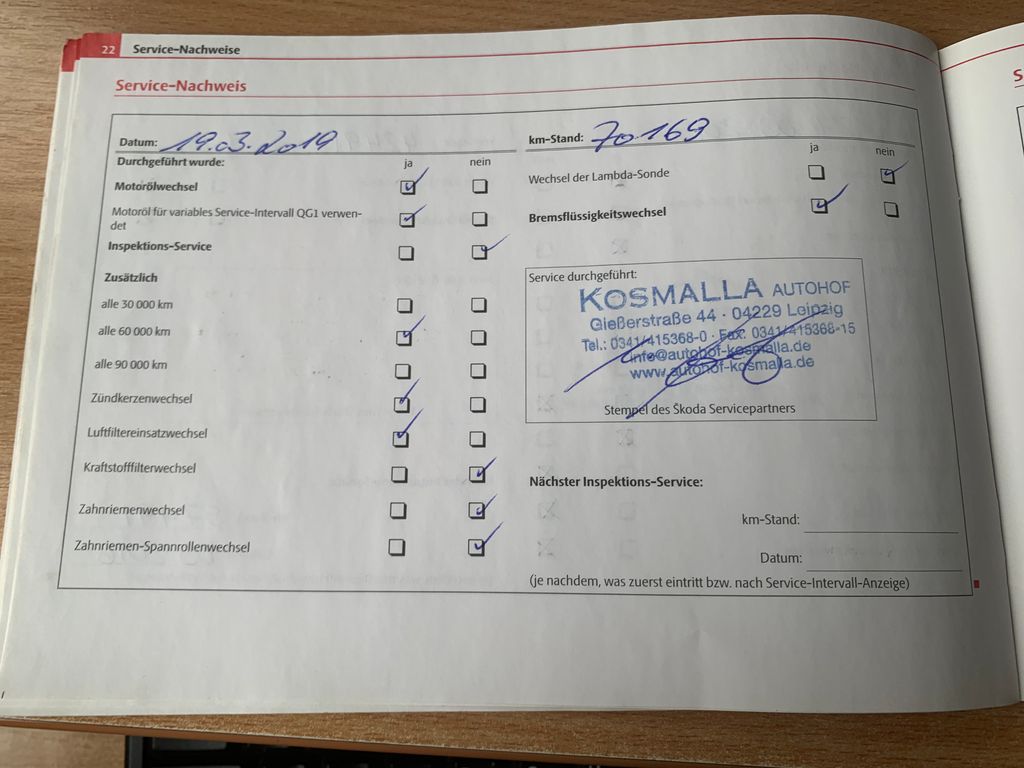 22 Service-Nachweise
Service-Nachweis
Datum: 19.03.2019
km-Stand: 70 169
Durchgeführt wurde: ja nein
Motorölwechsel
Motoröl für variables Service-Intervall QG1 verwen-
det
Inspektions-Service
Zusätzlich
alle 30 000 km
alle 60 000 km
alle 90 000 km
Zündkerzenwechsel
Luftfiltereinsatzwechsel
Kraftstofffilterwechsel
Zahnriemenwechsel
Zahnriemen-Spannrollenwechsel
ja nein
Wechsel der Lambda-Sonde
Bremsflüssigkeitswechsel
Service durchgeführt:
KOSMALLA AUTOHOF
Gießerstraße 44 · 04229 Leipzig
Tel.: 0341/415368-0 · Fax: 0341/415368-15
info@autohof-kosmalla.de
www.autohof-kosmalla.de
Stempel des Škoda Servicepartners
Nächster Inspektions-Service:
km-Stand:
Datum:
(je nachdem, was zuerst eintritt bzw. nach Service-Intervall-Anzeige)
S